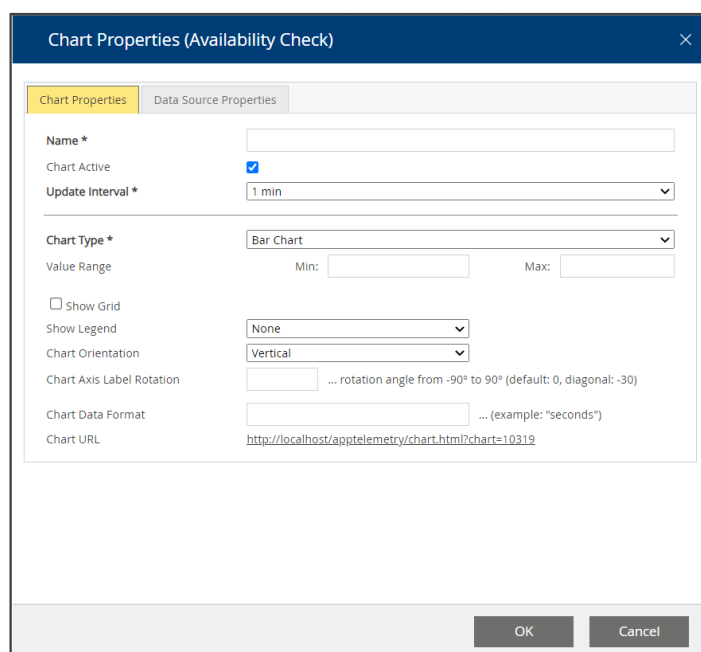 Chart Properties (Availability Check)
Chart Properties Data Source Properties
Name *
Chart Active
Update Interval * 1 min
Chart Type * Bar Chart
Value Range Min: Max:
Show Grid
Show Legend None
Chart Orientation Vertical
Chart Axis Label Rotation ... rotation angle from -90° to 90° (default: 0, diagonal: -30)
Chart Data Format ... (example: "seconds")
Chart URL http://localhost/apptelemetry/chart.html?chart=10319
OK Cancel